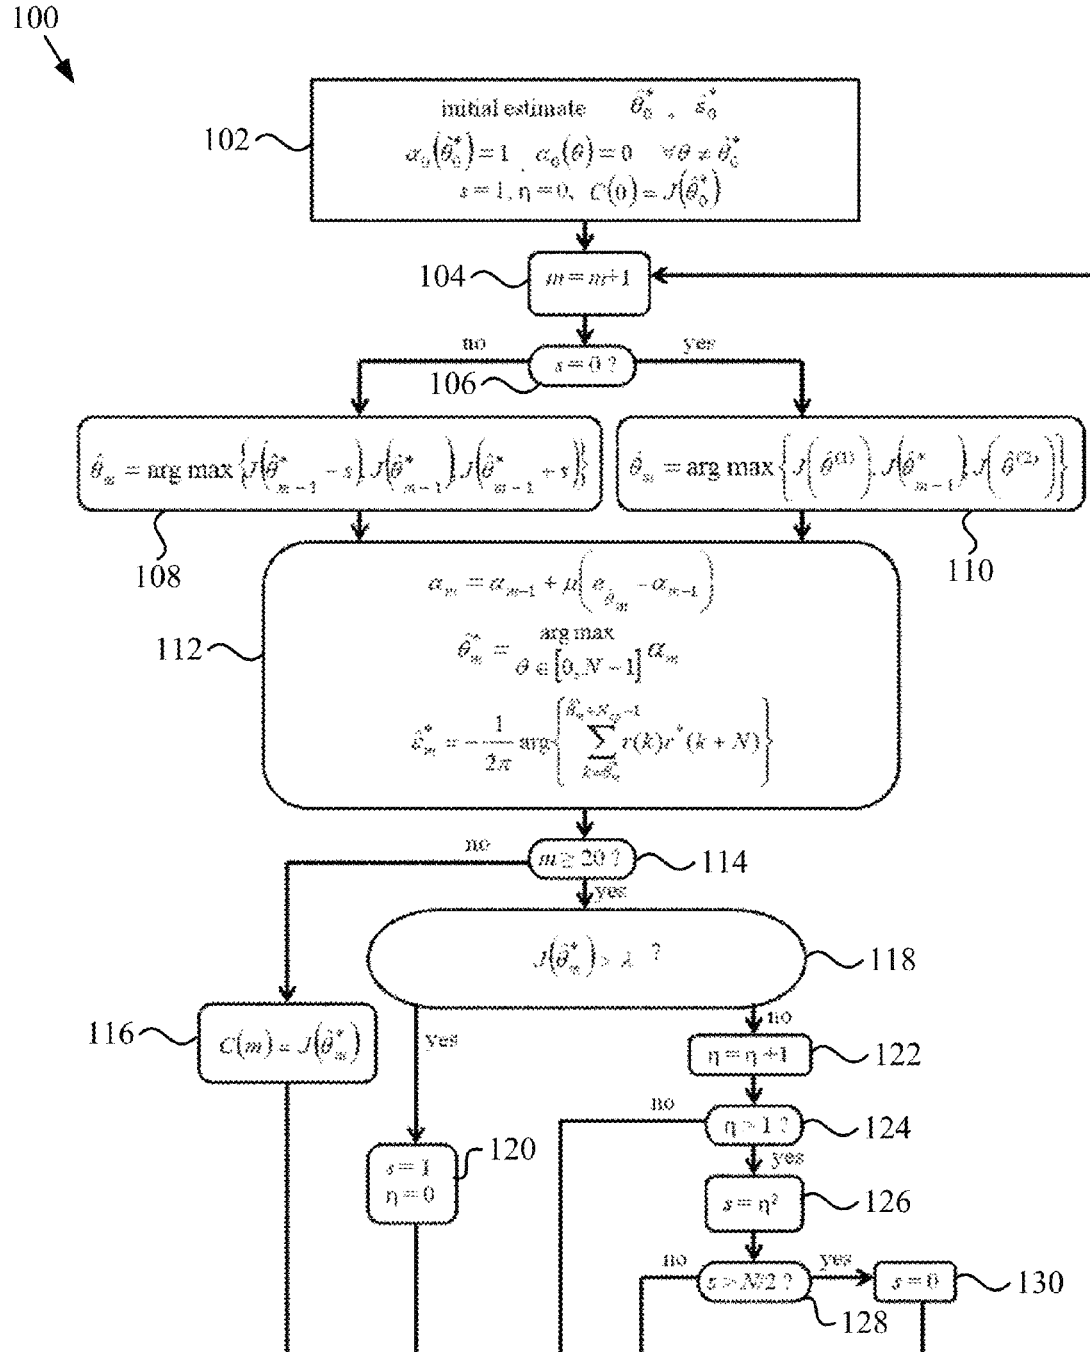 100
102
initial estimate θ̂*₀ , ε̂*₀
α₀(θ̂*₀) = 1 , α₀(θ) = 0 ∀θ ≠ θ̂*₀
s = 1, η = 0, C(0) = J(θ̂*₀)
104
m = m+1
no
s = 0 ?
yes
106
θ̂ₘ = arg max {J(θ̂*ₘ₋₁ − s), J(θ̂*ₘ₋₁), J(θ̂*ₘ₋₁ + s)}
θ̂ₘ = arg max {J(θ̂⁽¹⁾), J(θ̂*ₘ₋₁), J(θ̂⁽²⁾)}
108
110
112
αₘ = αₘ₋₁ + μ(e_θ̂ₘ − αₘ₋₁)
θ̂*ₘ = arg max θ ∈ [0, N − 1] αₘ
ε̂*ₘ = −1/2π arg{∑ r(k)r*(k + N)}
no
m ≥ 20 ?
114
yes
J(θ̂*ₘ) > λ ?
118
116
C(m) = J(θ̂*ₘ)
yes
no
η = η+1
122
no
η > 1 ?
124
yes
120
s = 1
η = 0
s = η²
126
no
s > N/2 ?
yes
s = 0
130
128